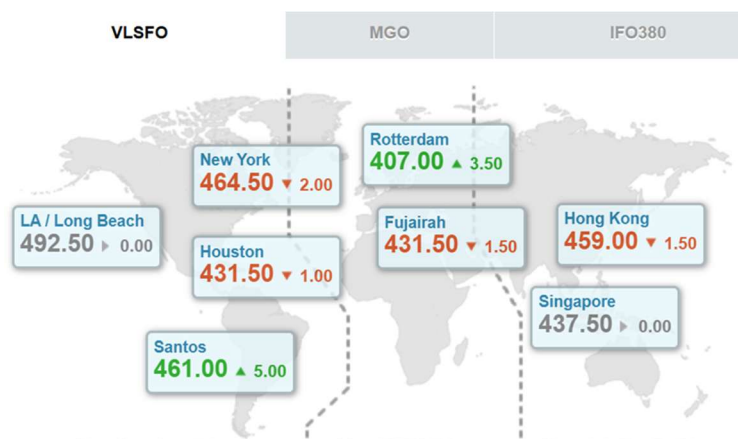 VLSFO
MGO
IFO380
Rotterdam
407.00 ▲ 3.50
New York
464.50 ▼ 2.00
LA / Long Beach
492.50 ▶ 0.00
Fujairah
431.50 ▼ 1.50
Hong Kong
459.00 ▼ 1.50
Houston
431.50 ▼ 1.00
Singapore
437.50 ▶ 0.00
Santos
461.00 ▲ 5.00